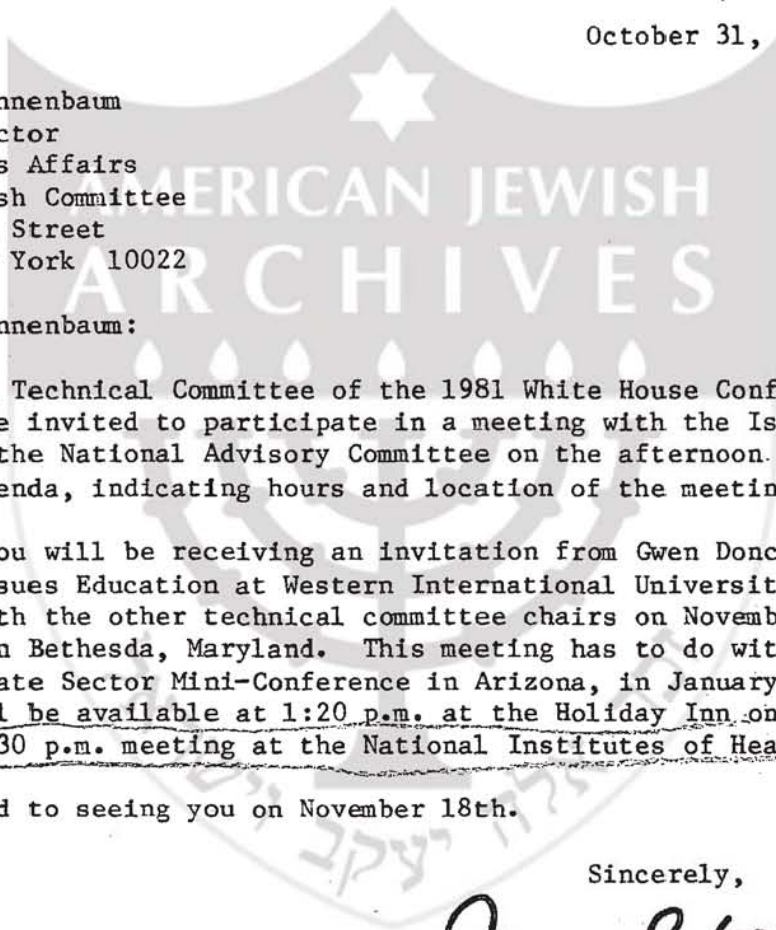 October 31,
nnenbaum
ctor
s Affairs
sh Committee
Street
York 10022
AMERICAN JEWISH
ARCHIVES
nnenbaum:
Technical Committee of the 1981 White House Conf
e invited to participate in a meeting with the Is
the National Advisory Committee on the afternoon
enda, indicating hours and location of the meetin
ou will be receiving an invitation from Gwen Donc
sues Education at Western International Universit
th the other technical committee chairs on Novemb
n Bethesda, Maryland. This meeting has to do wit
ate Sector Mini-Conference in Arizona, in January
l be available at 1:20 p.m. at the Holiday Inn on
30 p.m. meeting at the National Institutes of Hea
d to seeing you on November 18th.
Sincerely,